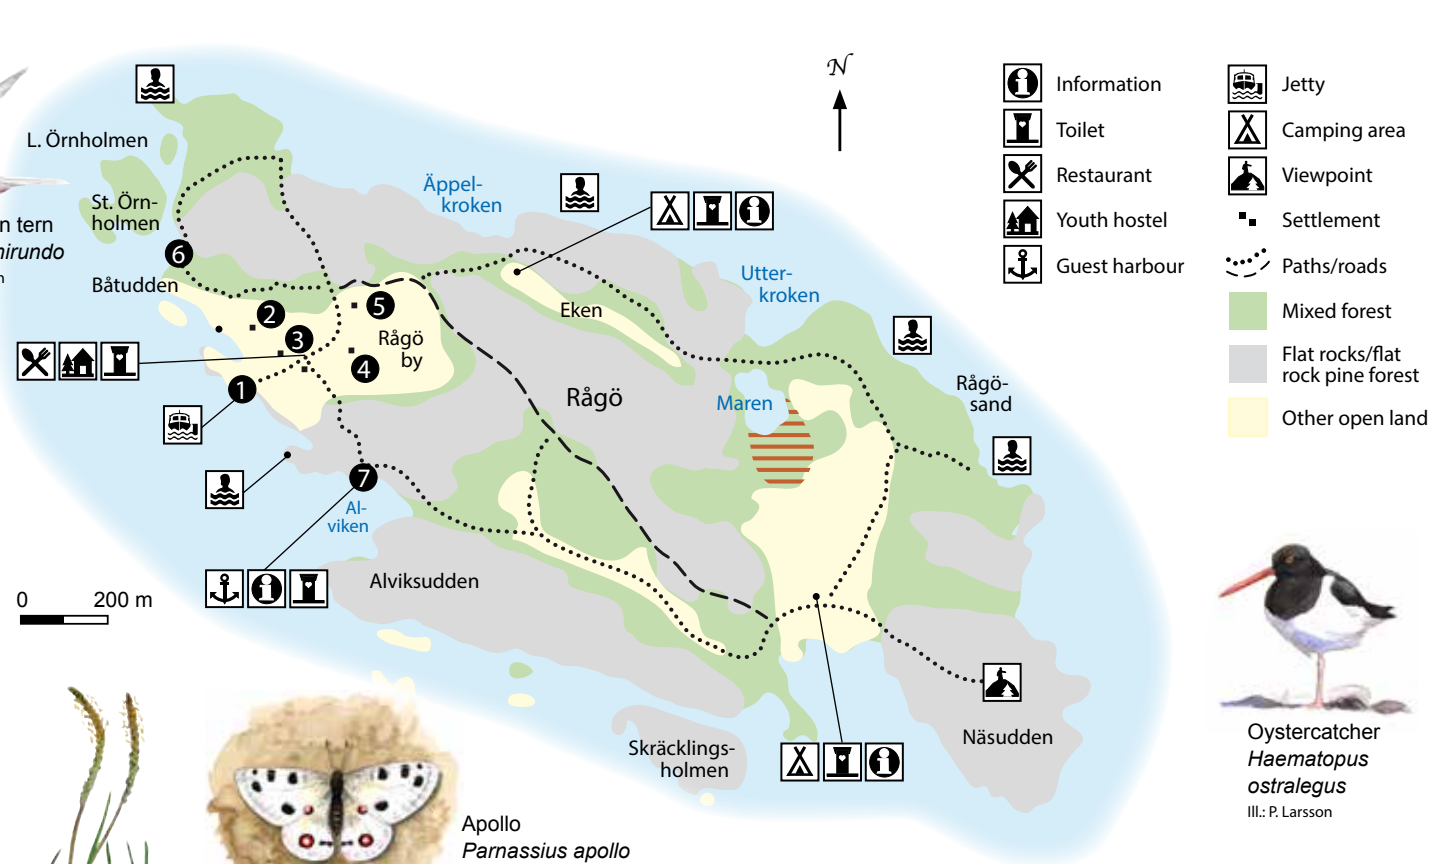 N
Information
Toilet
Restaurant
Youth hostel
Guest harbour
Jetty
Camping area
Viewpoint
Settlement
Paths/roads
Mixed forest
Flat rocks/flat
rock pine forest
Other open land
L. Örnholmen
St. Örn-
holmen
n tern
hirundo
n
Båtudden
Äppel-
kroken
Utter-
kroken
Eken
Rågö
by
Rågö
Maren
Rågö-
sand
Al-
viken
Alviksudden
Skräcklings-
holmen
Näsudden
1
2
3
4
5
6
7
0 200 m
Apollo
Parnassius apollo
Oystercatcher
Haematopus
ostralegus
Ill.: P. Larsson